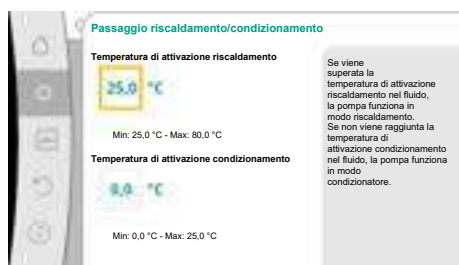 Passaggio riscaldamento/condizionamento
Temperatura di attivazione riscaldamento
25,0 °C
Min: 25,0 °C - Max: 80,0 °C
Temperatura di attivazione condizionamento
0,0 °C
Min: 0,0 °C - Max: 25,0 °C
Se viene
superata la
temperatura di attivazione
riscaldamento nel fluido,
la pompa funziona in
modo riscaldamento.
Se non viene raggiunta la
temperatura di
attivazione condizionamento
nel fluido, la pompa funziona
in modo
condizionatore.